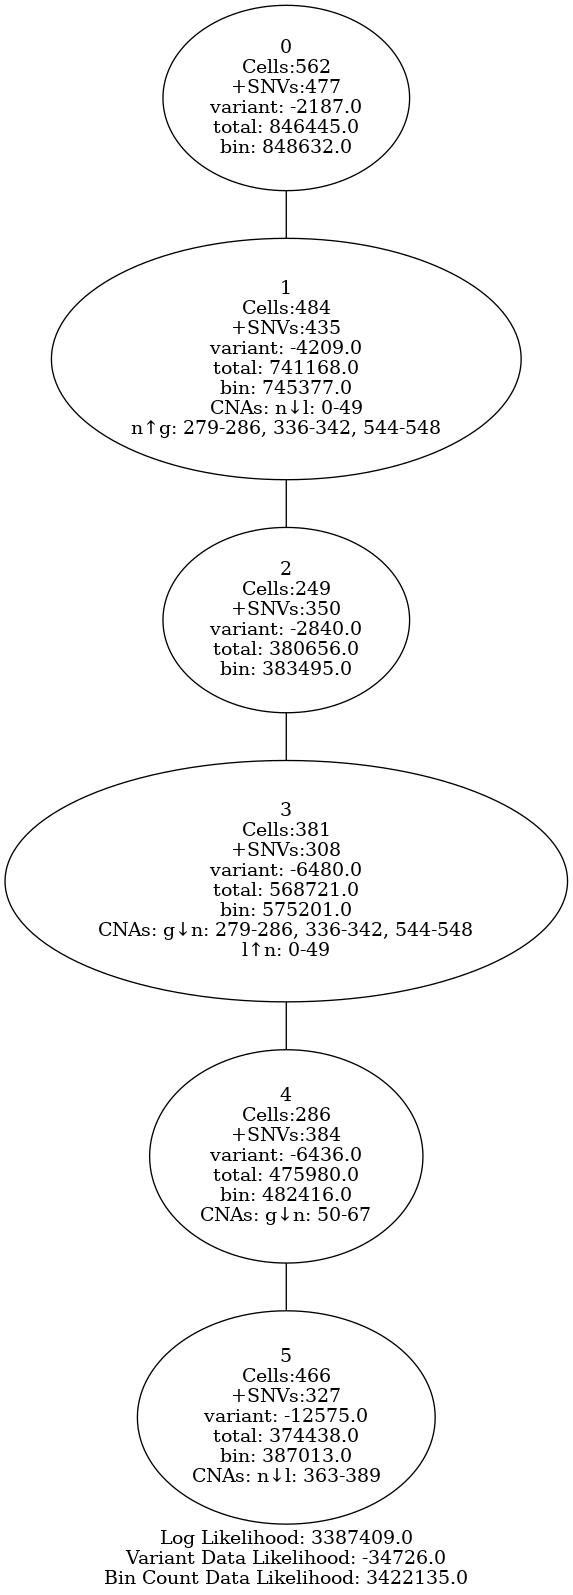 0
Cells:562
+SNVs:477
variant: -2187.0
total: 846445.0
bin: 848632.0
1
Cells:484
+SNVs:435
variant: -4209.0
total: 741168.0
bin: 745377.0
CNAs: n↓l: 0-49
n↑g: 279-286, 336-342, 544-548
2
Cells:249
+SNVs:350
variant: -2840.0
total: 380656.0
bin: 383495.0
3
Cells:381
+SNVs:308
variant: -6480.0
total: 568721.0
bin: 575201.0
CNAs: g↓n: 279-286, 336-342, 544-548
l↑n: 0-49
4
Cells:286
+SNVs:384
variant: -6436.0
total: 475980.0
bin: 482416.0
CNAs: g↓n: 50-67
5
Cells:466
+SNVs:327
variant: -12575.0
total: 374438.0
bin: 387013.0
CNAs: n↓l: 363-389
Log Likelihood: 3387409.0
Variant Data Likelihood: -34726.0
Bin Count Data Likelihood: 3422135.0